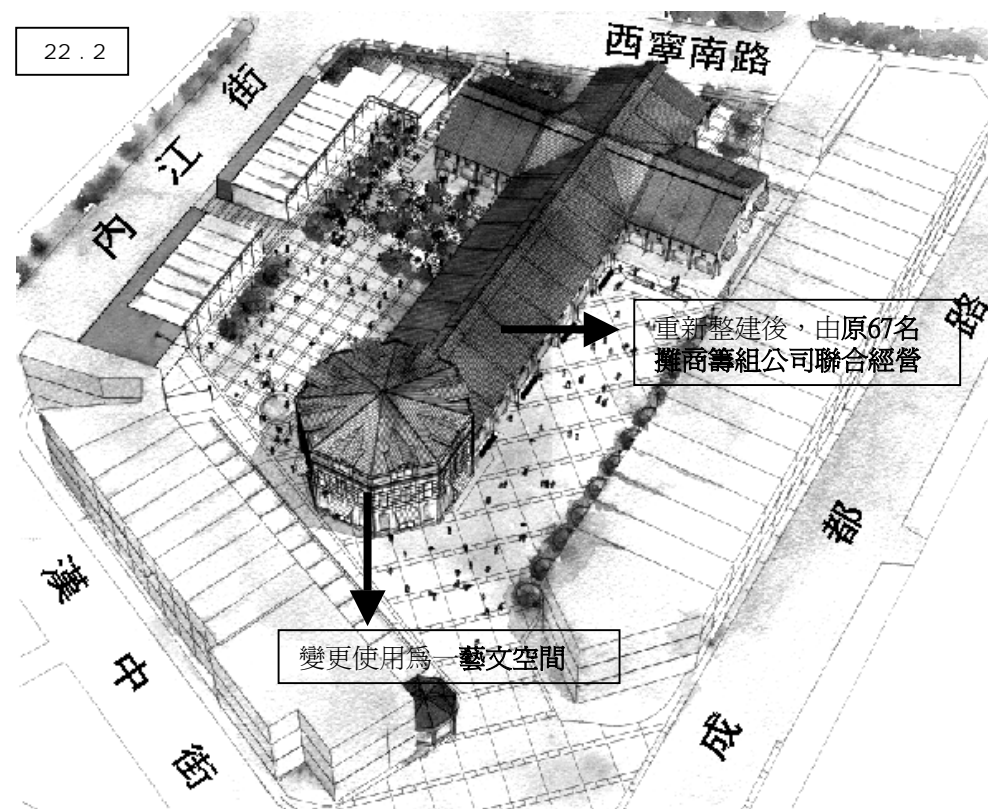 22.2
西寧南路
內江街
重新整建後，由原67名
攤商籌組公司聯合經營
變更使用為一藝文空間
漢中街
成都路